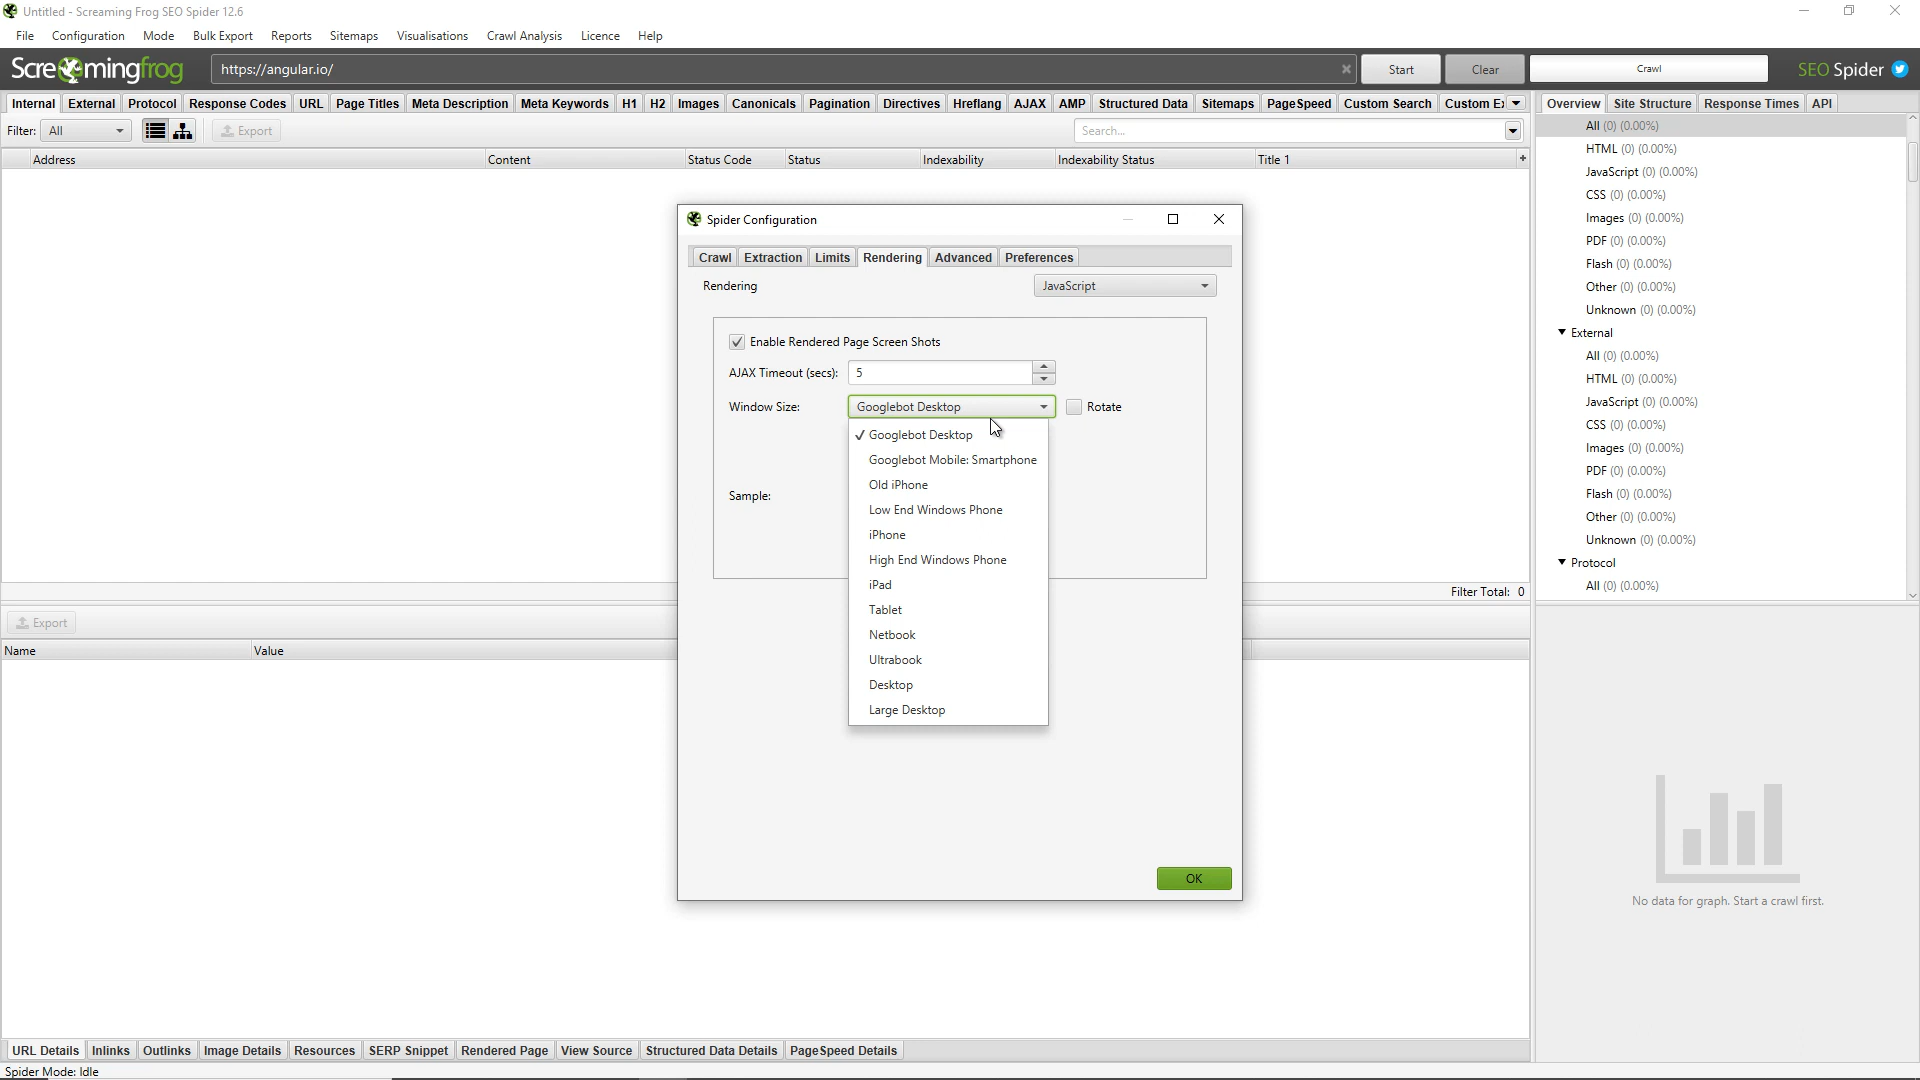 Untitled - Screaming Frog SEO Spider 12.6
File Configuration Mode Bulk Export Reports Sitemaps Visualisations Crawl Analysis Licence Help
Screamingfrog https://angular.io/ Start Clear Crawl SEO Spider
Internal External Protocol Response Codes URL Page Titles Meta Description Meta Keywords H1 H2 Images Canonicals Pagination Directives Hreflang AJAX AMP Structured Data Sitemaps PageSpeed Custom Search Custom E
Filter: All Export Search...
Address Content Status Code Status Indexability Indexability Status Title 1 +
Filter Total: 0
Export
Name Value
Spider Configuration
Crawl Extraction Limits Rendering Advanced Preferences
Rendering JavaScript
Enable Rendered Page Screen Shots
AJAX Timeout (secs): 5
Window Size: Googlebot Desktop Rotate
Googlebot Desktop
Googlebot Mobile: Smartphone
Old iPhone
Sample:
Low End Windows Phone
iPhone
High End Windows Phone
iPad
Tablet
Netbook
Ultrabook
Desktop
Large Desktop
OK
Overview Site Structure Response Times API
All (0) (0.00%)
HTML (0) (0.00%)
JavaScript (0) (0.00%)
CSS (0) (0.00%)
Images (0) (0.00%)
PDF (0) (0.00%)
Flash (0) (0.00%)
Other (0) (0.00%)
Unknown (0) (0.00%)
External
All (0) (0.00%)
HTML (0) (0.00%)
JavaScript (0) (0.00%)
CSS (0) (0.00%)
Images (0) (0.00%)
PDF (0) (0.00%)
Flash (0) (0.00%)
Other (0) (0.00%)
Unknown (0) (0.00%)
Protocol
All (0) (0.00%)
No data for graph. Start a crawl first.
URL Details Inlinks Outlinks Image Details Resources SERP Snippet Rendered Page View Source Structured Data Details PageSpeed Details
Spider Mode: Idle